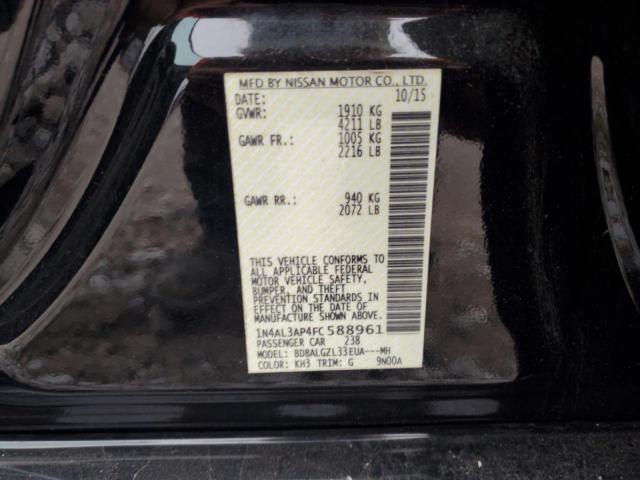 MFD BY NISSAN MOTOR CO., LTD.
DATE: 10/15
GVWR: 1910 KG
4211 LB
GAWR FR.: 1005 KG
2216 LB
GAWR RR.: 940 KG
2072 LB
THIS VEHICLE CONFORMS TO
ALL APPLICABLE FEDERAL
MOTOR VEHICLE SAFETY,
BUMPER, AND THEFT
PREVENTION STANDARDS IN
EFFECT ON THE DATE OF
MANUFACTURE SHOWN ABOVE.
1N4AL3AP4FC588961
PASSENGER CAR 238
MODEL: BDBALGZL33EUA---MH
COLOR: KH3 TRIM: G 9N00A